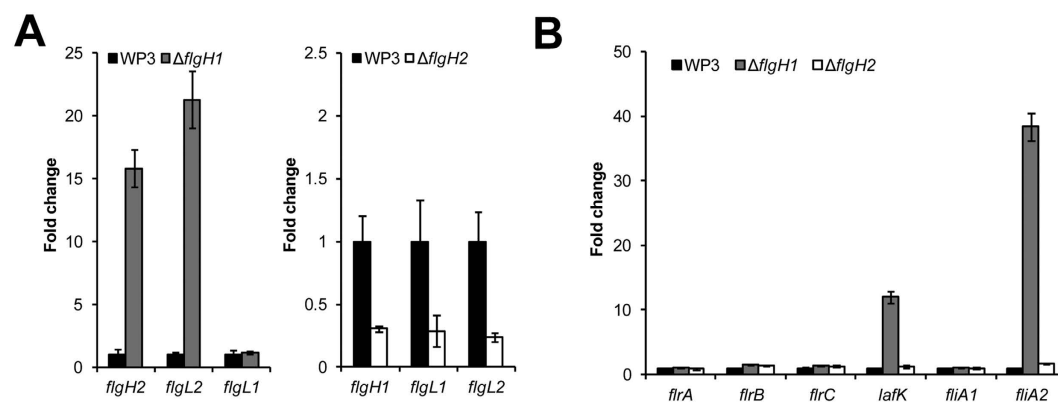 A
B
WP3 ΔflgH1
Fold change
25
20
15
10
5
0
flgH2 flgL2 flgL1
WP3 ΔflgH2
Fold change
2.5
2
1.5
1
0.5
0
flgH1 flgL1 flgL2
WP3 ΔflgH1 ΔflgH2
Fold change
50
40
30
20
10
0
flrA flrB flrC lafK fliA1 fliA2